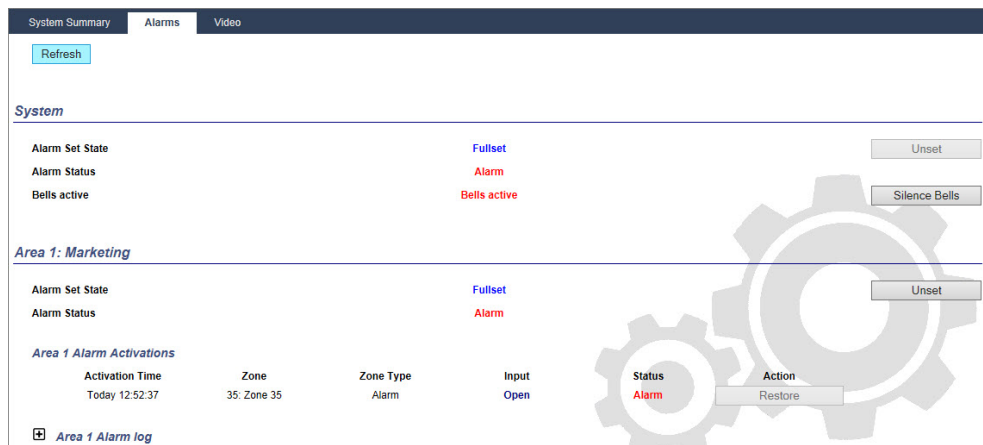 System Summary Alarms Video
Refresh
System
Alarm Set State Fullset Unset
Alarm Status Alarm
Bells active Bells active Silence Bells
Area 1: Marketing
Alarm Set State Fullset Unset
Alarm Status Alarm
Area 1 Alarm Activations
Activation Time Zone Zone Type Input Status Action
Today 12:52:37 35: Zone 35 Alarm Open Alarm Restore
Area 1 Alarm log